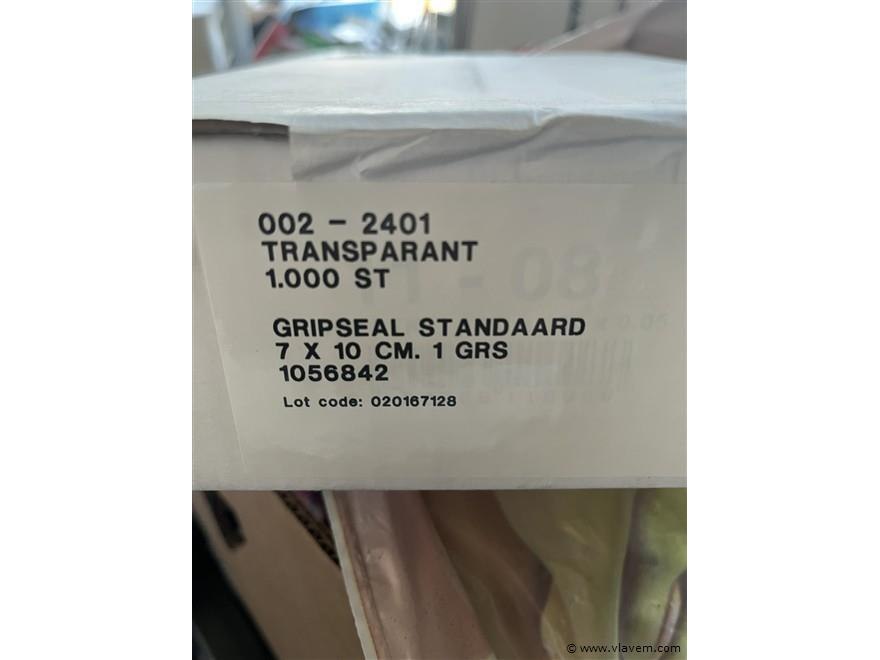 002 - 2401
TRANSPARANT
1.000 ST
GRIPSEAL STANDAARD
7 X 10 CM. 1 GRS
1056842
Lot code: 020167128
© www.vlavem.com